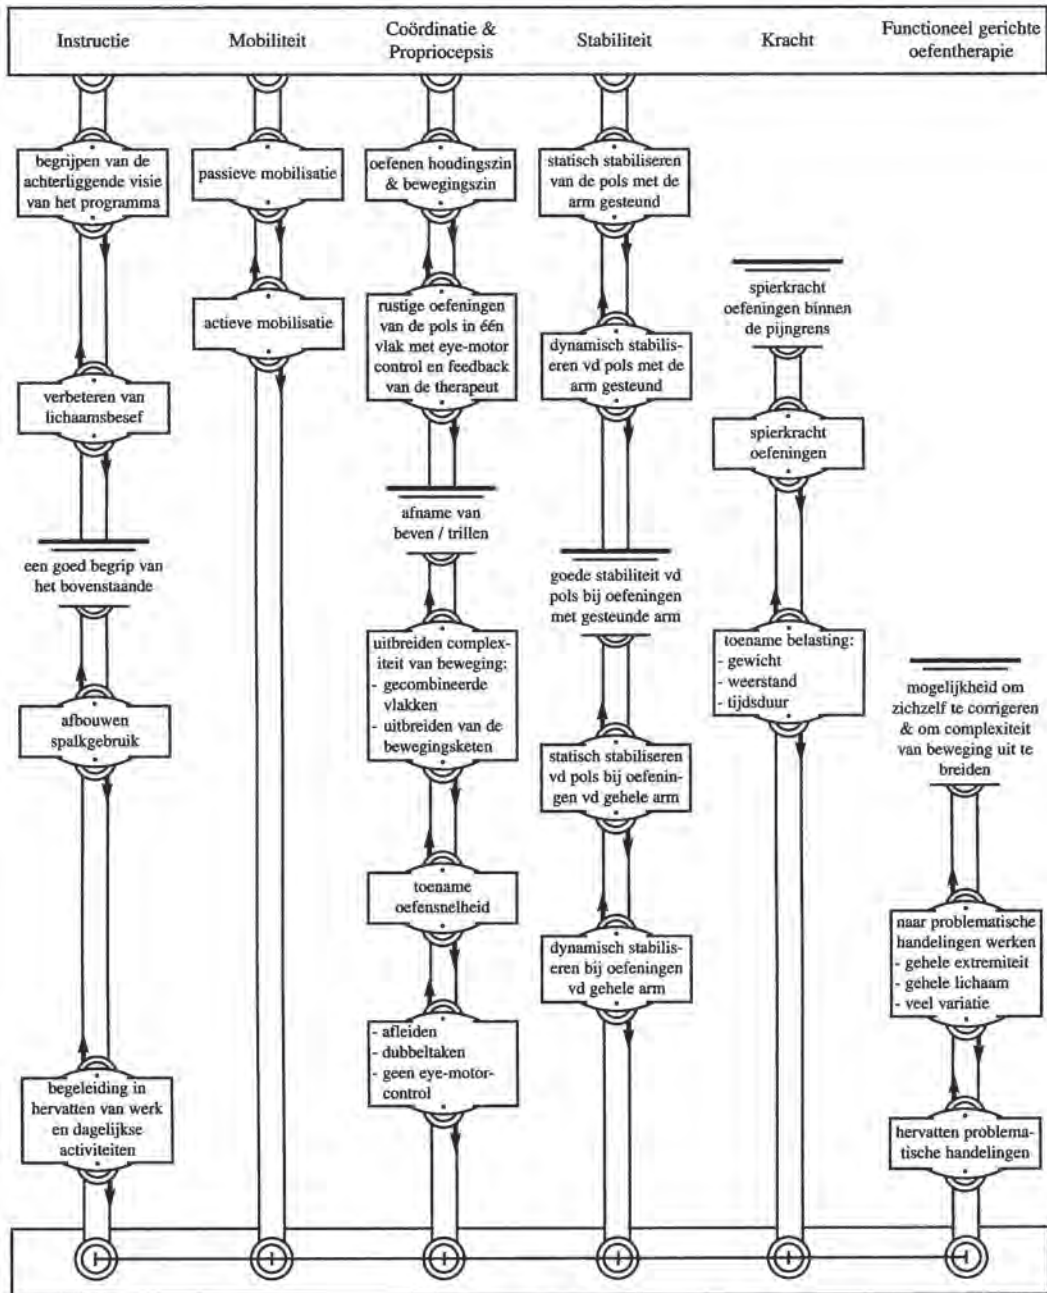 Instructie
Mobiliteit
Coördinatie &
Propriocepsis
Stabiliteit
Kracht
Functioneel gerichte
oefentherapie
begrijpen van de
achterliggende visie
van het programma
verbeteren van
lichaamsbesef
een goed begrip van
het bovenstaande
afbouwen
spalkgebruik
begeleiding in
hervatten van werk
en dagelijkse
activiteiten
passieve mobilisatie
actieve mobilisatie
oefenen houdingszin
& bewegingszin
rustige oefeningen
van de pols in één
vlak met eye-motor
control en feedback
van de therapeut
afname van
beven / trillen
uitbreiden complex-
iteit van beweging:
- gecombineerde
vlakken
- uitbreiden van de
bewegingsketen
toename
oefensnelheid
- afleiden
- dubbeltaken
- geen eye-motor-
control
statisch stabiliseren
van de pols met de
arm gesteund
dynamisch stabilis-
eren vd pols met de
arm gesteund
goede stabiliteit vd
pols bij oefeningen
met gesteunde arm
statisch stabiliseren
vd pols bij oefenin-
gen vd gehele arm
dynamisch stabilis-
eren bij oefeningen
vd gehele arm
spierkracht
oefeningen binnen
de pijngrens
spierkracht
oefeningen
toename belasting:
- gewicht
- weerstand
- tijdsduur
mogelijkheid om
zichzelf te corrigeren
& om complexiteit
van beweging uit te
breiden
naar problematische
handelingen werken
- gehele extremiteit
- gehele lichaam
- veel variatie
hervatten problema-
tische handelingen